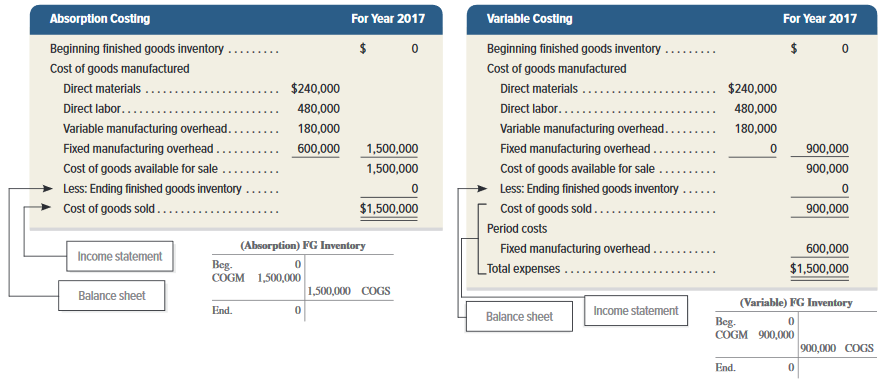 Absorption Costing For Year 2017
Beginning finished goods inventory ......... $ 0
Cost of goods manufactured
Direct materials ........................ $240,000
Direct labor........................... 480,000
Variable manufacturing overhead......... 180,000
Fixed manufacturing overhead ........... 600,000 1,500,000
Cost of goods available for sale .......... 1,500,000
Less: Ending finished goods inventory ...... 0
Cost of goods sold..................... $1,500,000
Income statement
Balance sheet
(Absorption) FG Inventory
Beg. 0
COGM 1,500,000
1,500,000 COGS
End. 0
Variable Costing For Year 2017
Beginning finished goods inventory ......... $ 0
Cost of goods manufactured
Direct materials ........................ $240,000
Direct labor........................... 480,000
Variable manufacturing overhead......... 180,000
Fixed manufacturing overhead ........... 0 900,000
Cost of goods available for sale .......... 900,000
Less: Ending finished goods inventory ...... 0
Cost of goods sold..................... 900,000
Period costs
Fixed manufacturing overhead ........... 600,000
Total expenses ........................... $1,500,000
Balance sheet
Income statement
(Variable) FG Inventory
Beg. 0
COGM 900,000
900,000 COGS
End. 0